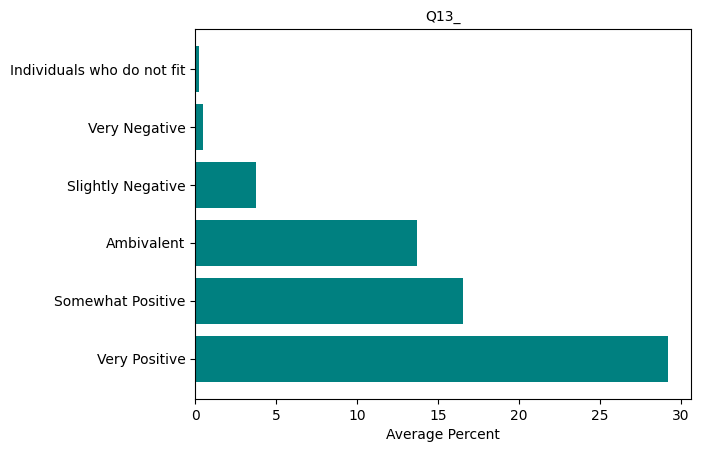 Q13_
Individuals who do not fit
Very Negative
Slightly Negative
Ambivalent
Somewhat Positive
Very Positive
0 5 10 15 20 25 30
Average Percent